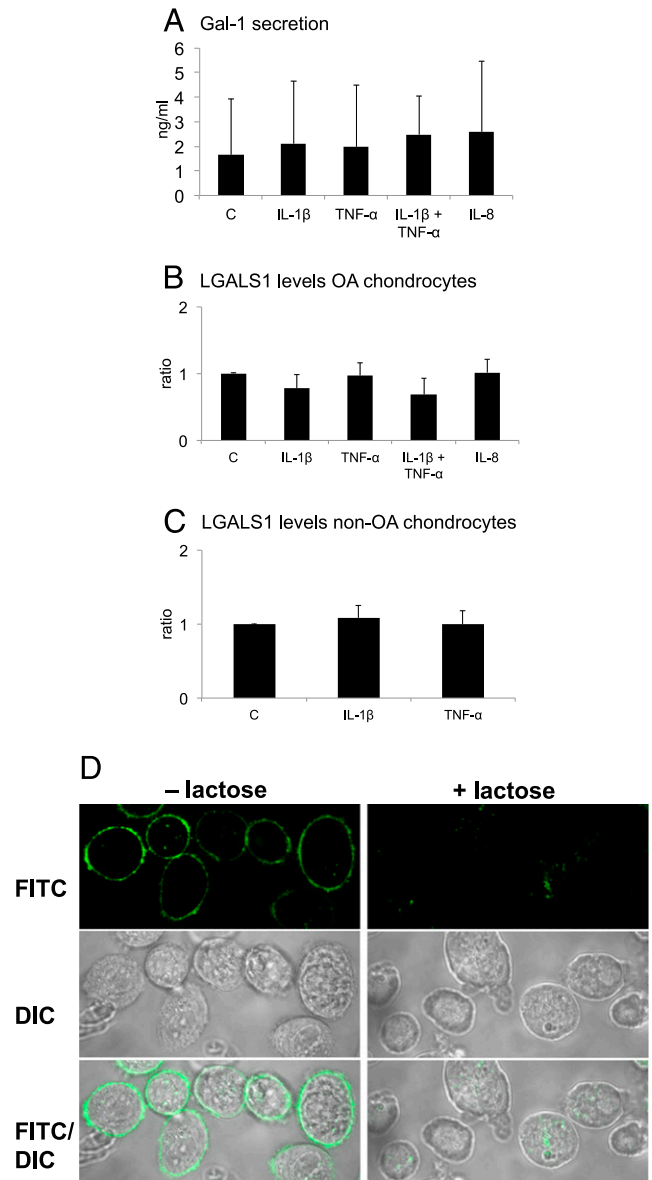 A Gal-1 secretion
6
5
4
3
2
1
0
ng/ml
C IL-1β TNF-α IL-1β + TNF-α IL-8
B LGALS1 levels OA chondrocytes
2
1
0
ratio
C IL-1β TNF-α IL-1β + TNF-α IL-8
C LGALS1 levels non-OA chondrocytes
2
1
0
ratio
C IL-1β TNF-α
D
– lactose + lactose
FITC
DIC
FITC/
DIC